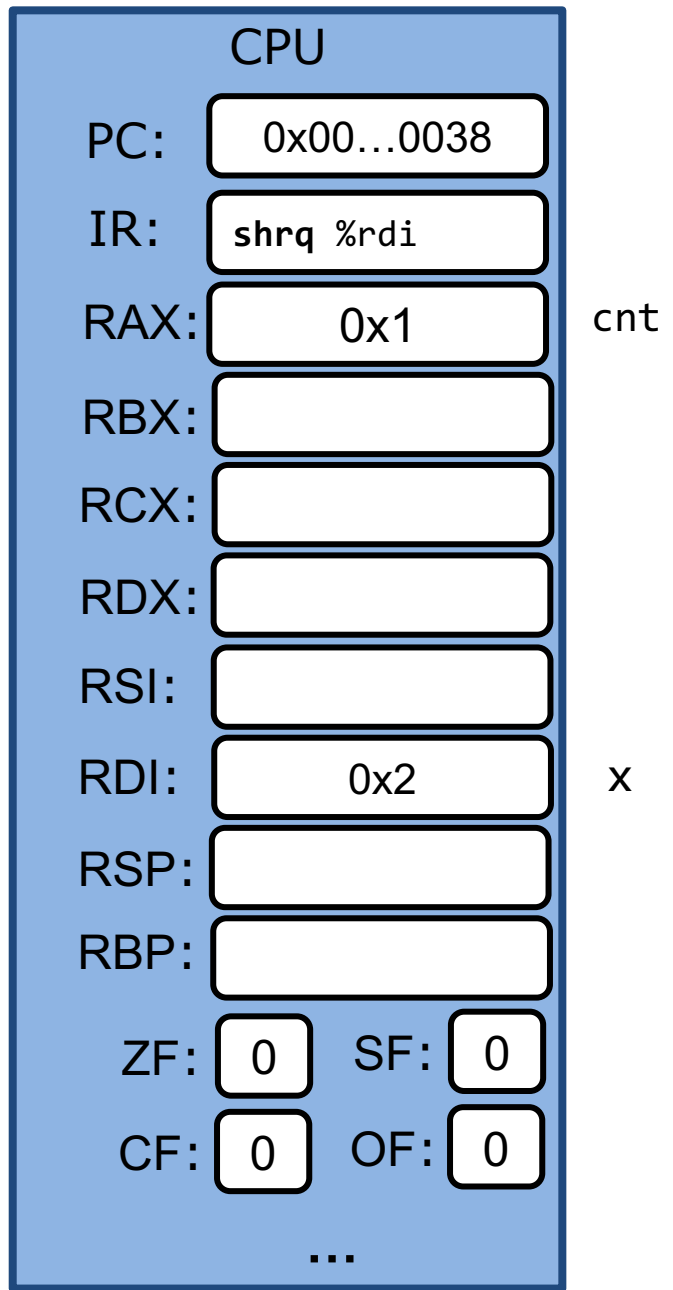 CPU
PC: 0x00...0038
IR: shrq %rdi
RAX: 0x1 cnt
RBX:
RCX:
RDX:
RSI:
RDI: 0x2 x
RSP:
RBP:
ZF: 0 SF: 0
CF: 0 OF: 0
...